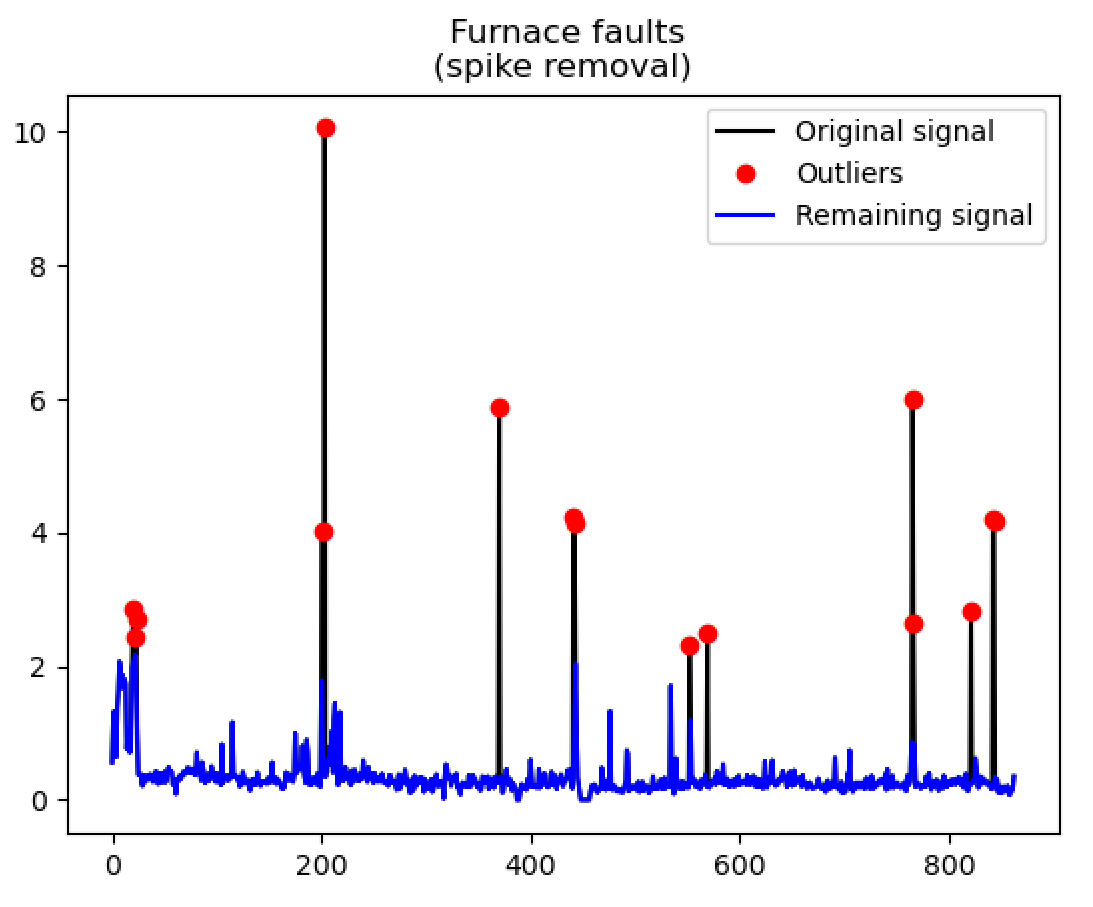 Furnace faults
(spike removal)
Original signal
Outliers
Remaining signal
10
8
6
4
2
0
0 200 400 600 800